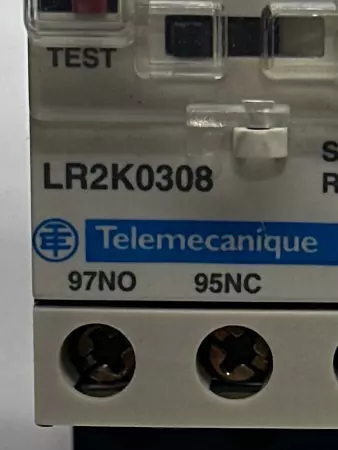 TEST
LR2K0308
S
R
Telemecanique
97NO 95NC